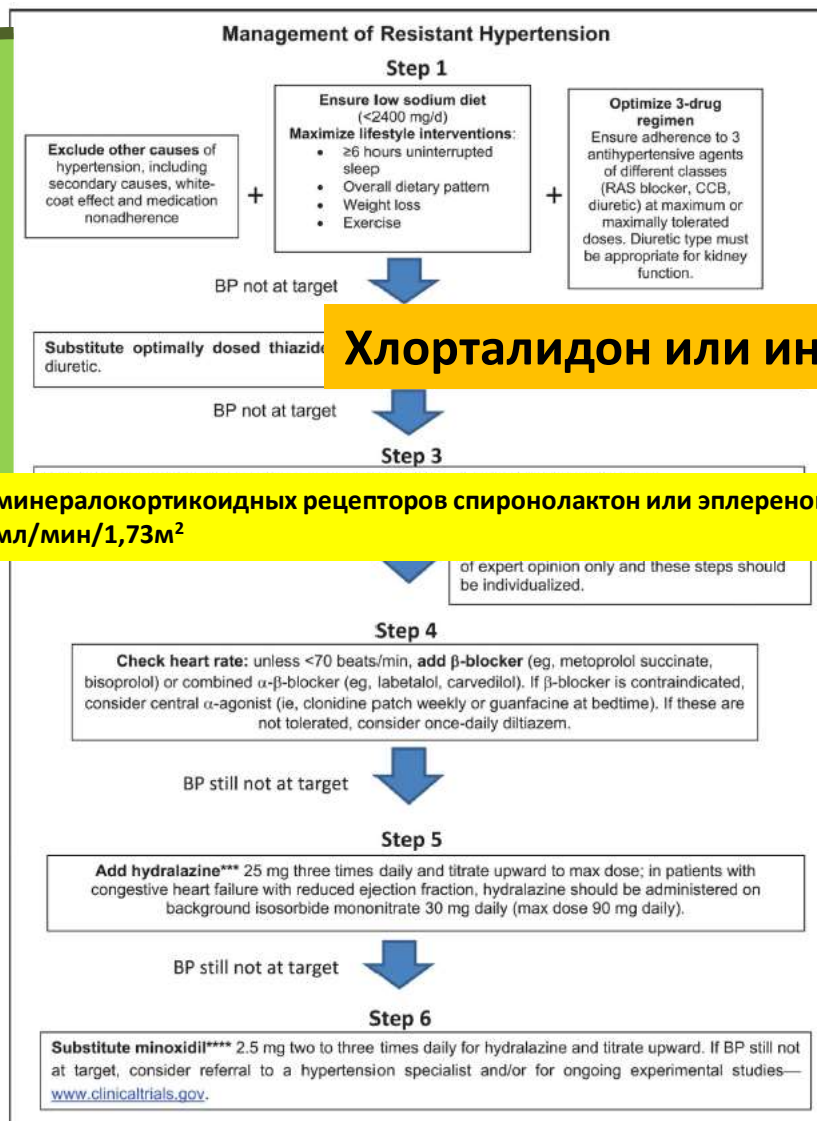 Management of Resistant Hypertension
Step 1
Exclude other causes of
hypertension, including
secondary causes, white-
coat effect and medication
nonadherence
+
Ensure low sodium diet
(<2400 mg/d)
Maximize lifestyle interventions:
• ≥6 hours uninterrupted
sleep
• Overall dietary pattern
• Weight loss
• Exercise
+
Optimize 3-drug
regimen
Ensure adherence to 3
antihypertensive agents
of different classes
(RAS blocker, CCB,
diuretic) at maximum or
maximally tolerated
doses. Diuretic type must
be appropriate for kidney
function.
BP not at target
Substitute optimally dosed thiazide
diuretic.
Хлорталидон или ин
BP not at target
Step 3
минералокортикоидных рецепторов спиронолактон или эплерено
мл/мин/1,73м²
of expert opinion only and these steps should
be individualized.
Step 4
Check heart rate: unless <70 beats/min, add β-blocker (eg, metoprolol succinate,
bisoprolol) or combined α-β-blocker (eg, labetalol, carvedilol). If β-blocker is contraindicated,
consider central α-agonist (ie, clonidine patch weekly or guanfacine at bedtime). If these are
not tolerated, consider once-daily diltiazem.
BP still not at target
Step 5
Add hydralazine*** 25 mg three times daily and titrate upward to max dose; in patients with
congestive heart failure with reduced ejection fraction, hydralazine should be administered on
background isosorbide mononitrate 30 mg daily (max dose 90 mg daily).
BP still not at target
Step 6
Substitute minoxidil**** 2.5 mg two to three times daily for hydralazine and titrate upward. If BP still not
at target, consider referral to a hypertension specialist and/or for ongoing experimental studies—
www.clinicaltrials.gov.